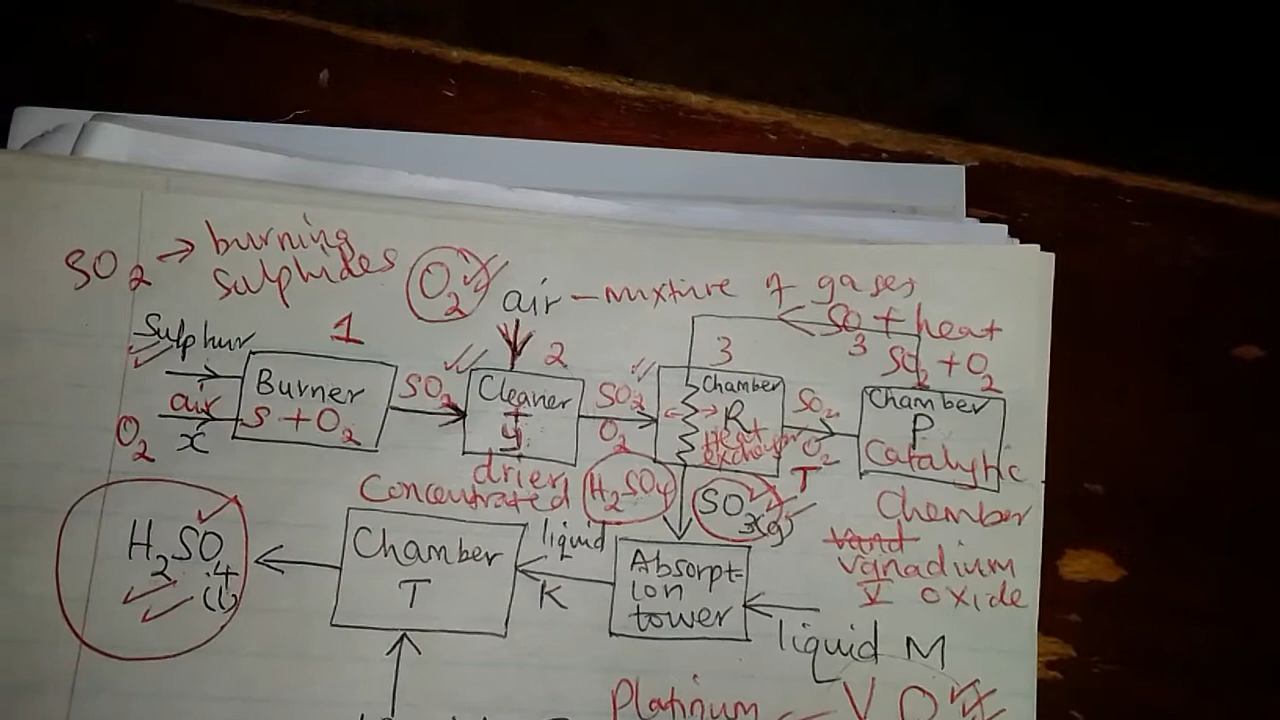 SO2 → burning
sulphides
O2 air - mixture of gases
SO3 + heat
SO2 + O2
Sulphur
1
2
3
air
O2 x
Burner
S + O2
SO2
Cleaner
y
drier
SO2
O2
Chamber
R
Heat
SO2
O2
T
Chamber
P
Catalytic
Chamber
Vanadium
V oxide
Concentrated H2SO4
SO3(g)
H2SO4(l)
Chamber
T
liquid
K
Absorpt-
ion
tower
liquid M
Platinum